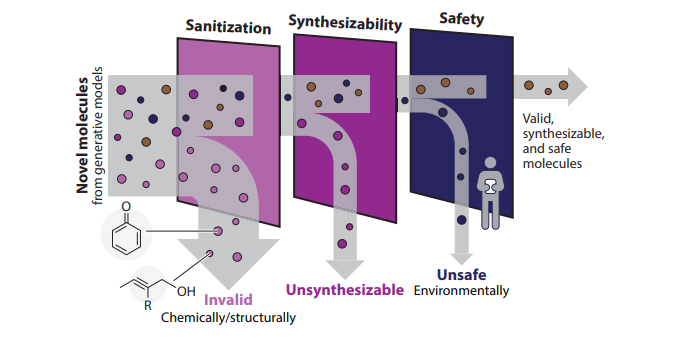 Sanitization
Synthesizability
Safety
Novel molecules
from generative models
Valid,
synthesizable,
and safe
molecules
O
OH
R
Invalid
Chemically/structurally
Unsynthesizable
Unsafe
Environmentally